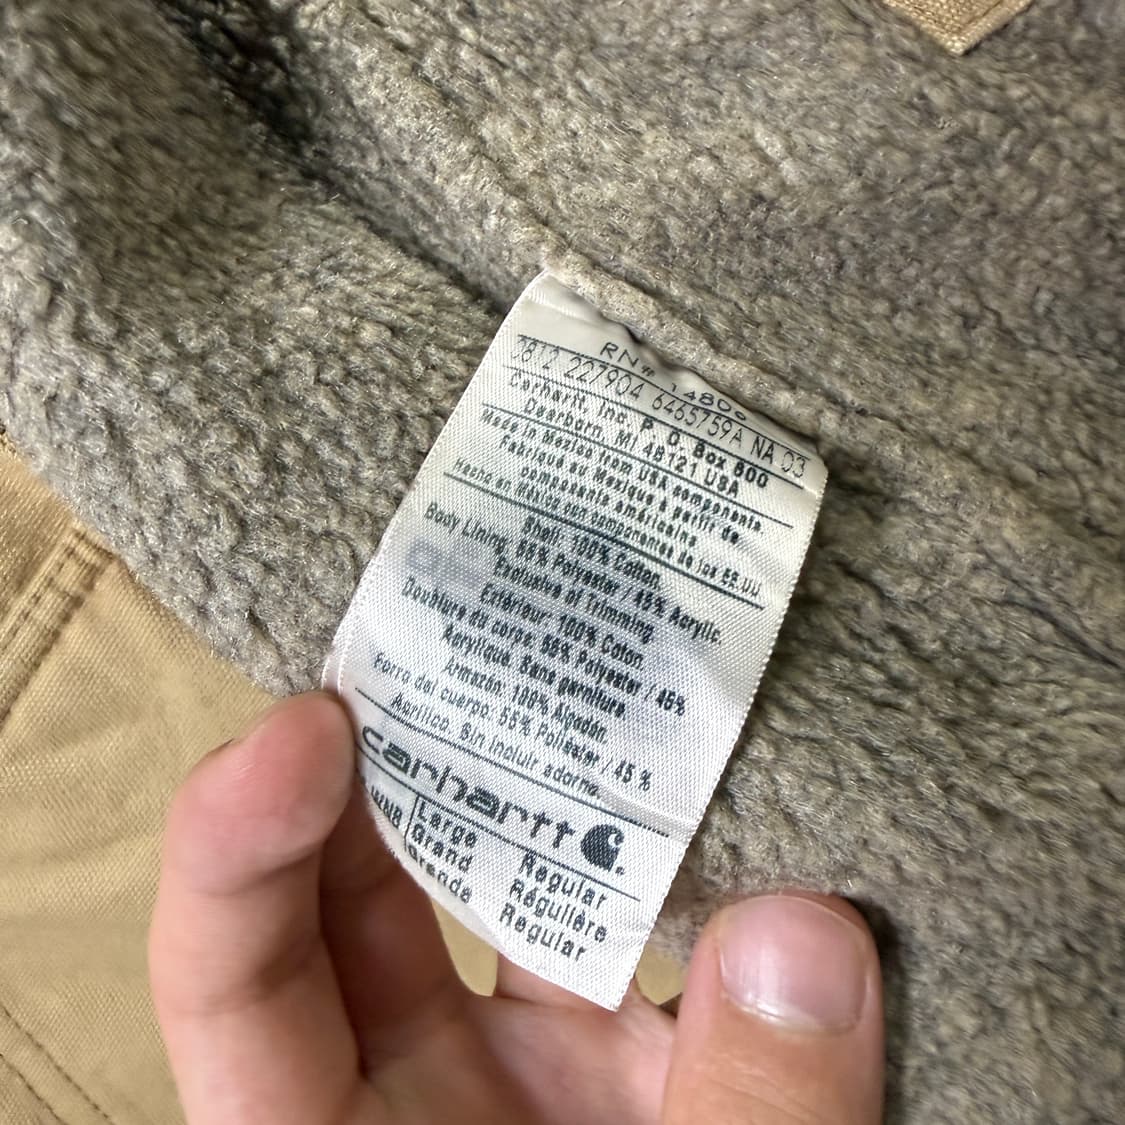 RN# 14806
0812 227904 6465759A NA 03
Carhartt, Inc. P.O. Box 600
Dearborn, MI 48121 USA
Made in Mexico from USA components.
Fabriqué au Mexique à partir de
composants américains
Hecho en México con componentes de los EE.UU.
Shell: 100% Cotton.
Body Lining: 55% Polyester / 45% Acrylic.
Exclusive of Trimming
Extérieur: 100% Coton.
Doublure du corps: 55% Polyester / 45%
Acrylique. Sans garniture
Armazón: 100% Algodón.
Forro del cuerpo: 55% Poliéster / 45 %
Acrílico. Sin incluir adorno.
carhartt
WNB
Large Regular
Grand Régulière
Grande Regular